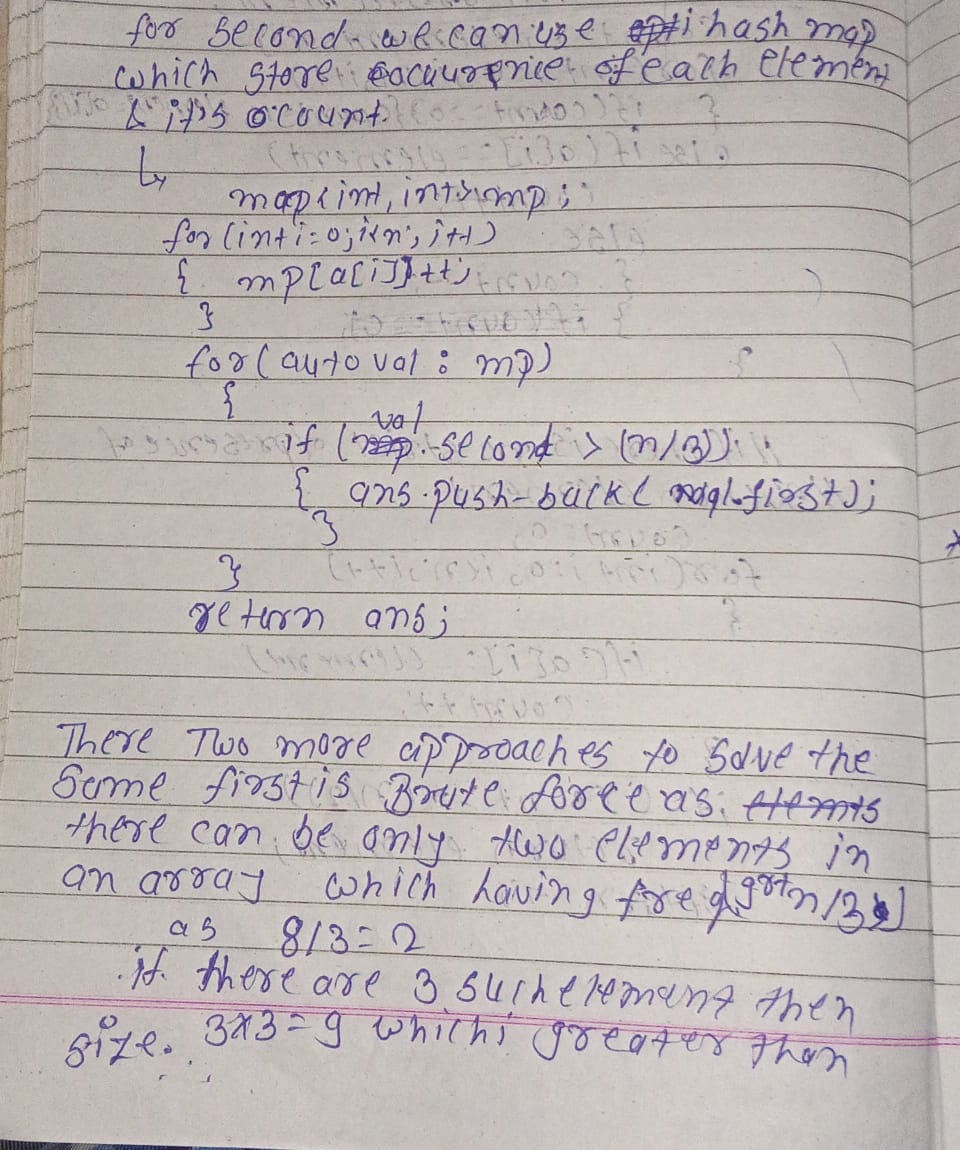 for second we can use hash map
which store occurence of each element
& it's count.
↳
map<int, int> mp;
for (int i=0; i<n; i++)
{ mp[a[i]]++;
}
for (auto val : mp)
{
if (val.second > (n/3))
{ ans.push-back( val.first);
}
}
return ans;
There Two more approaches to Solve the
Same first is Brute force as
there can be only two elements in
an array which having freq grt n/3
as 8/3=2
if there are 3 such element then
size. 3x3=9 which greater than